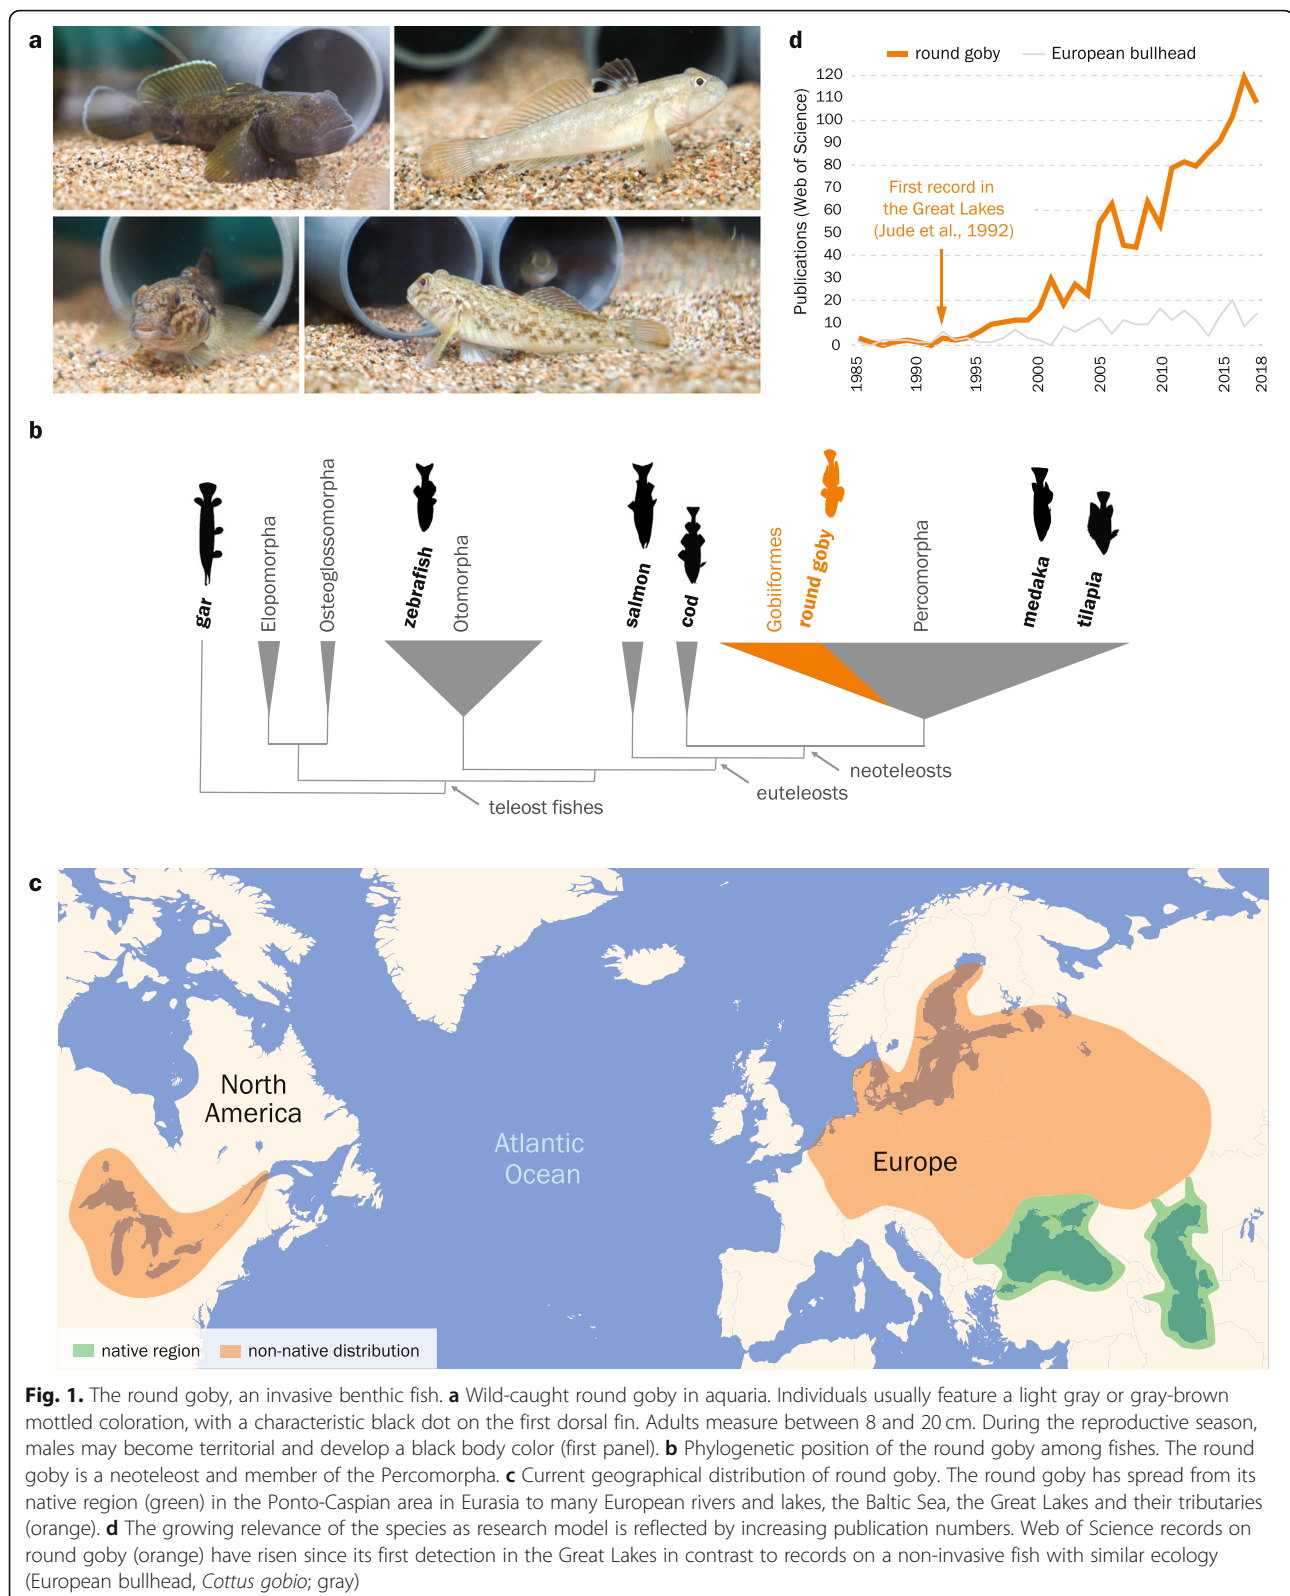 a
d
round goby
European bullhead
Publications (Web of Science)
120
110
100
90
80
70
60
50
40
30
20
10
0
First record in
the Great Lakes
(Jude et al., 1992)
1985
1990
1995
2000
2005
2010
2015
2018
b
gar
Elopomorpha
Osteoglossomorpha
zebrafish
Otomorpha
salmon
cod
Gobiiformes
round goby
Percomorpha
medaka
tilapia
neoteleosts
euteleosts
teleost fishes
c
North
America
Atlantic
Ocean
Europe
native region
non-native distribution
Fig. 1. The round goby, an invasive benthic fish. a Wild-caught round goby in aquaria. Individuals usually feature a light gray or gray-brown
mottled coloration, with a characteristic black dot on the first dorsal fin. Adults measure between 8 and 20 cm. During the reproductive season,
males may become territorial and develop a black body color (first panel). b Phylogenetic position of the round goby among fishes. The round
goby is a neoteleost and member of the Percomorpha. c Current geographical distribution of round goby. The round goby has spread from its
native region (green) in the Ponto-Caspian area in Eurasia to many European rivers and lakes, the Baltic Sea, the Great Lakes and their tributaries
(orange). d The growing relevance of the species as research model is reflected by increasing publication numbers. Web of Science records on
round goby (orange) have risen since its first detection in the Great Lakes in contrast to records on a non-invasive fish with similar ecology
(European bullhead, Cottus gobio; gray)